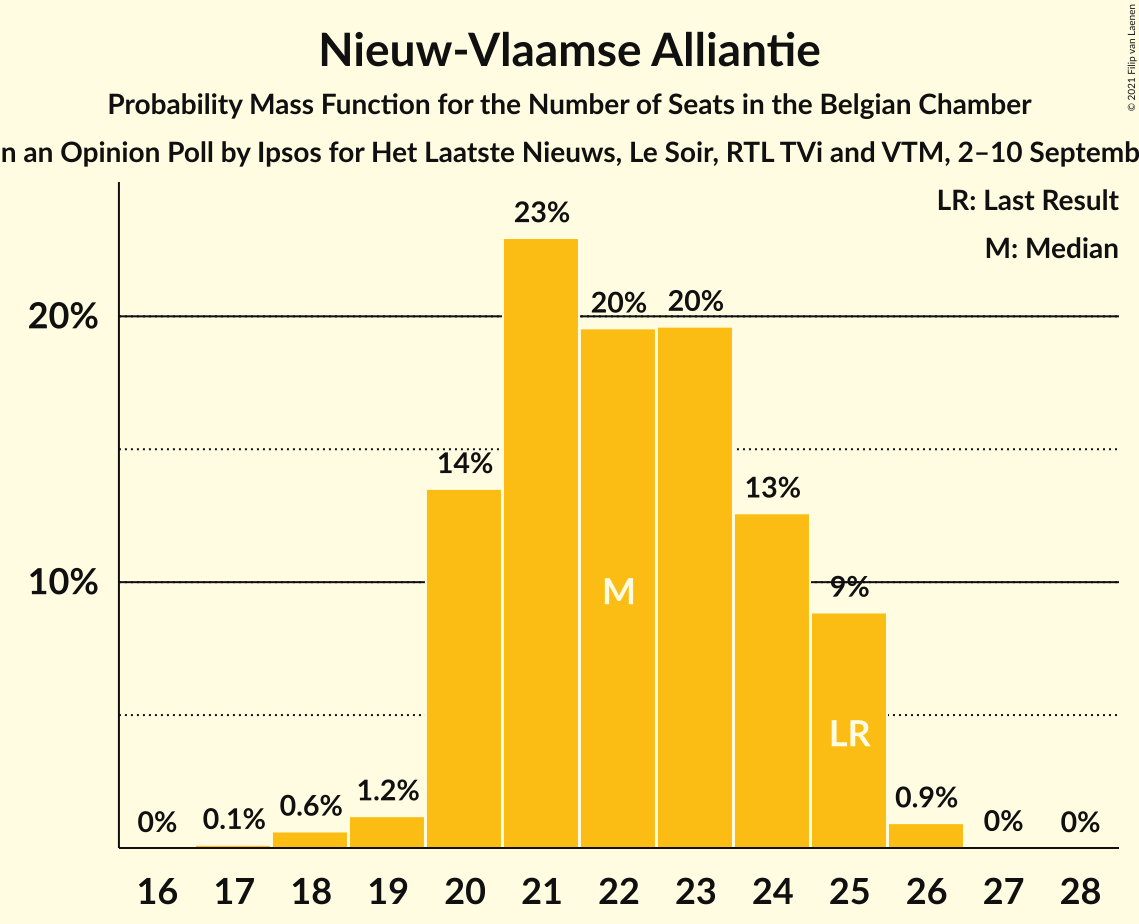 Nieuw-Vlaamse Alliantie
Probability Mass Function for the Number of Seats in the Belgian Chamber
n an Opinion Poll by Ipsos for Het Laatste Nieuws, Le Soir, RTL TVi and VTM, 2–10 Septemb
© 2021 Filip van Laenen
LR: Last Result
M: Median
23%
20% 20%
20%
14%
13%
10%
9%
M
LR
0% 0.1% 0.6% 1.2% 0.9% 0% 0%
16 17 18 19 20 21 22 23 24 25 26 27 28